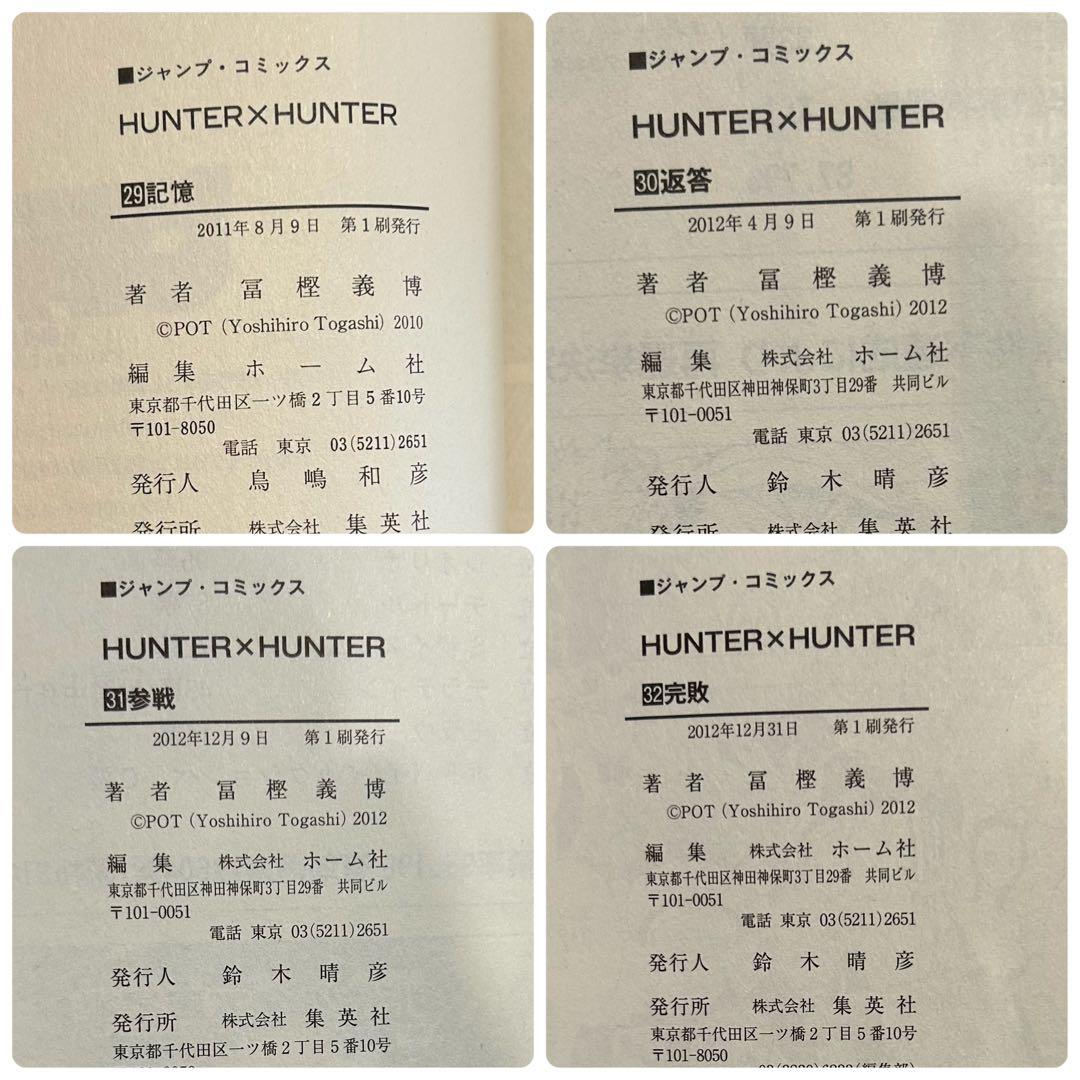 ■ジャンプ・コミックス
HUNTER×HUNTER
29記憶
2011年8月9日 第1刷発行
著者 冨樫義博
©POT (Yoshihiro Togashi) 2010
編集 ホーム社
東京都千代田区一ツ橋2丁目5番10号
〒101-8050
電話 東京 03(5211)2651
発行人 鳥嶋和彦
発行所 株式会社 集英社
■ジャンプ・コミックス
HUNTER×HUNTER
30返答
2012年4月9日 第1刷発行
著者 冨樫義博
©POT (Yoshihiro Togashi) 2012
編集 株式会社 ホーム社
東京都千代田区神田神保町3丁目29番 共同ビル
〒101-0051
電話 東京 03(5211)2651
発行人 鈴木晴彦
発行所 株式会社 集英社
■ジャンプ・コミックス
HUNTER×HUNTER
31参戦
2012年12月9日 第1刷発行
著者 冨樫義博
©POT (Yoshihiro Togashi) 2012
編集 株式会社 ホーム社
東京都千代田区神田神保町3丁目29番 共同ビル
〒101-0051
電話 東京 03(5211)2651
発行人 鈴木晴彦
発行所 株式会社 集英社
東京都千代田区一ツ橋2丁目5番10号
■ジャンプ・コミックス
HUNTER×HUNTER
32完敗
2012年12月31日 第1刷発行
著者 冨樫義博
©POT (Yoshihiro Togashi) 2012
編集 株式会社 ホーム社
東京都千代田区神田神保町3丁目29番 共同ビル
〒101-0051
電話 東京 03(5211)2651
発行人 鈴木晴彦
発行所 株式会社 集英社
東京都千代田区一ツ橋2丁目5番10号
〒101-8050